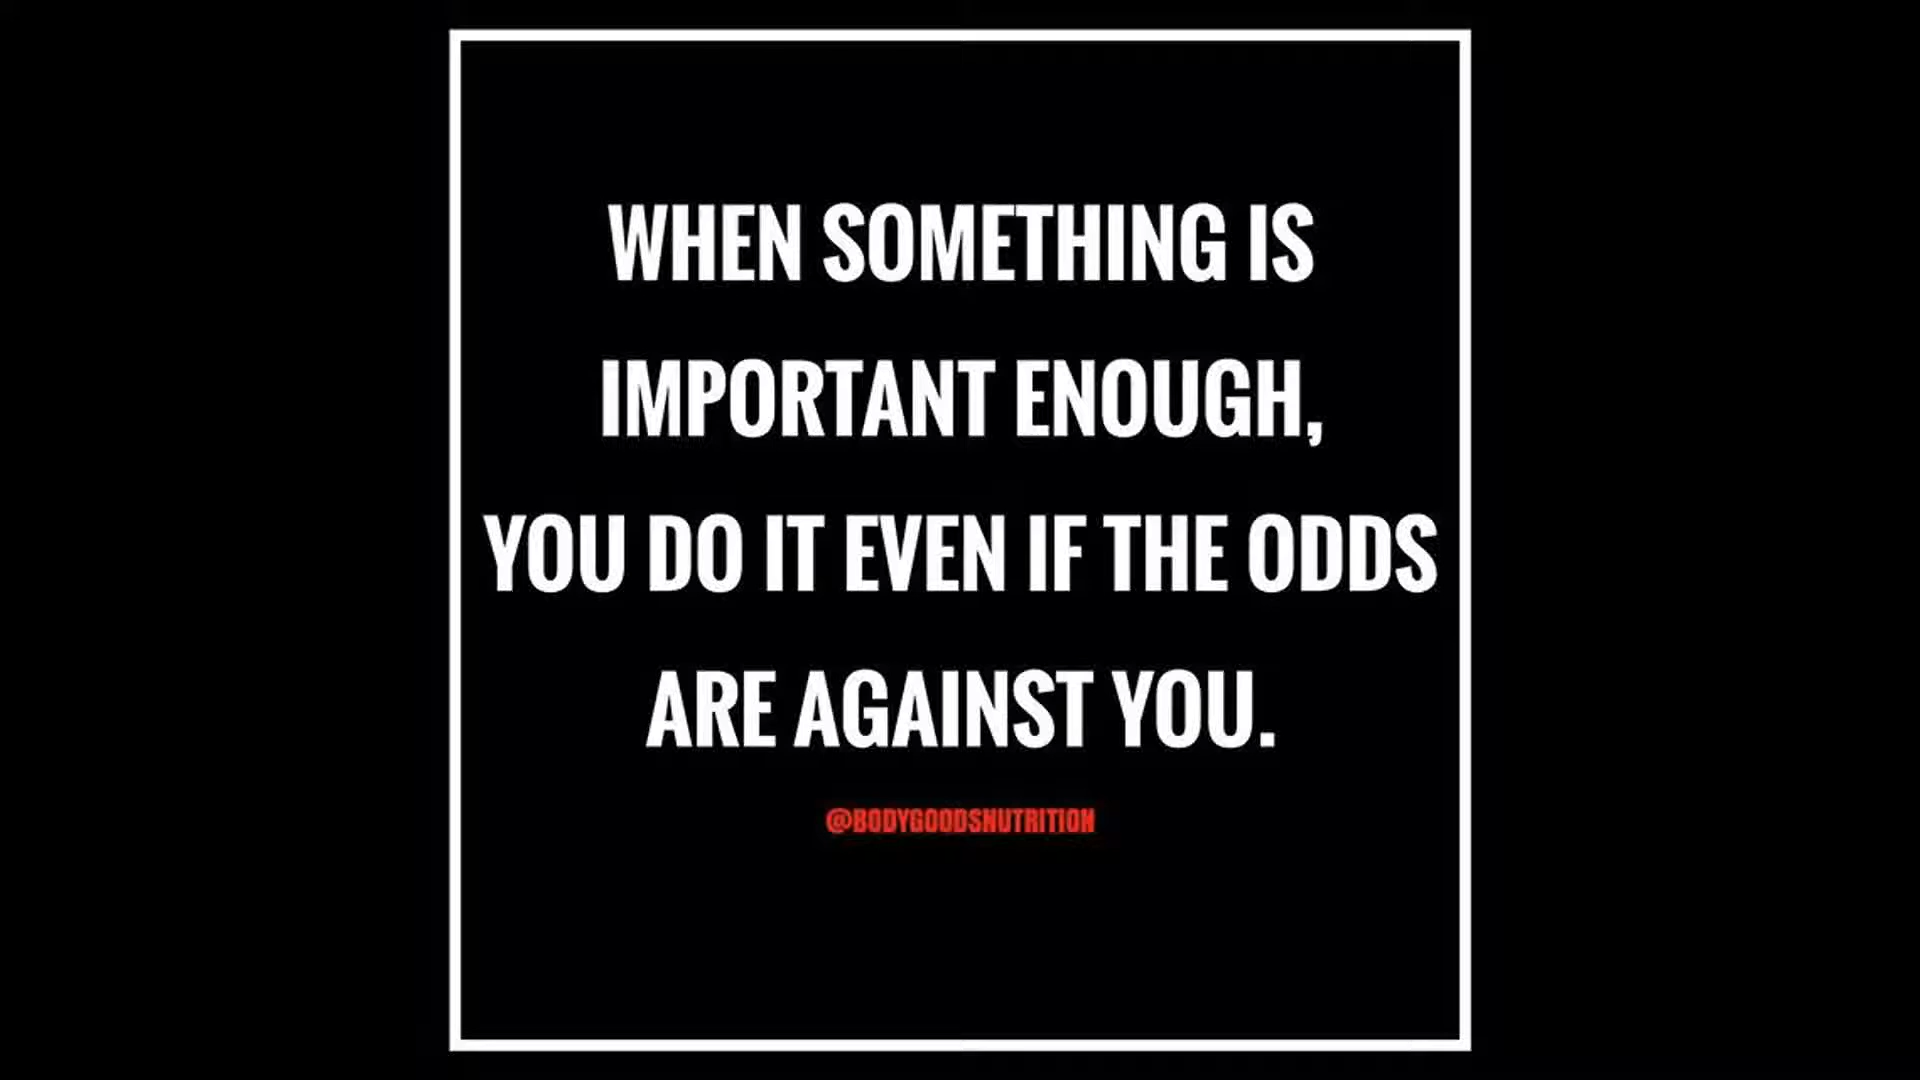 WHEN SOMETHING IS
IMPORTANT ENOUGH,
YOU DO IT EVEN IF THE ODDS
ARE AGAINST YOU.
@BODYGOODSNUTRITION